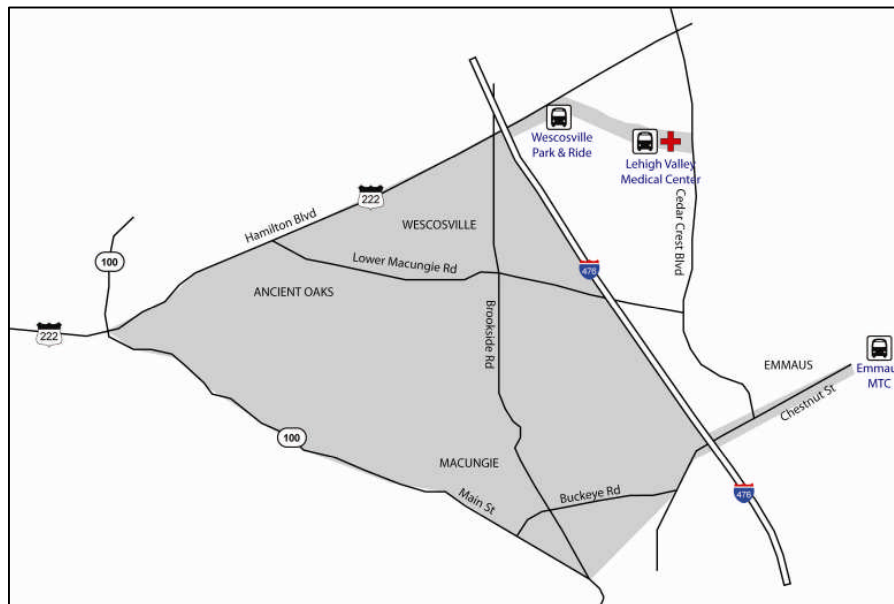 Wescosville
Park & Ride
Lehigh Valley
Medical Center
222
Hamilton Blvd
WESCOSVILLE
Cedar Crest Blvd
100
Lower Macungie Rd
476
ANCIENT OAKS
Brookside Rd
222
EMMAUS
Emmau
MTC
Chestnut St
100
MACUNGIE
Main St
Buckeye Rd
476